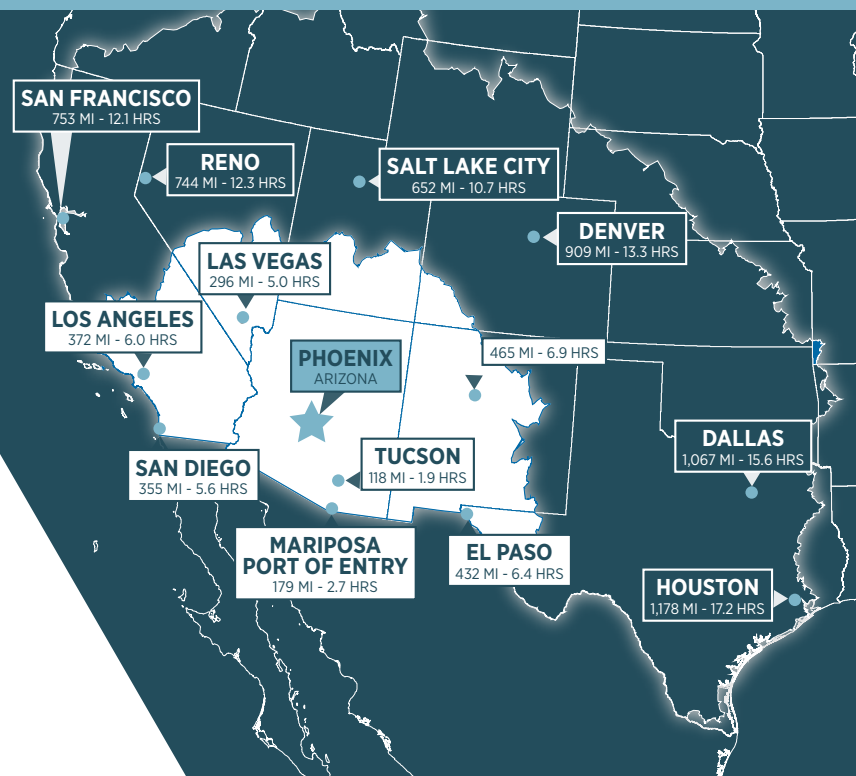 SAN FRANCISCO
753 MI - 12.1 HRS
RENO
744 MI - 12.3 HRS
SALT LAKE CITY
652 MI - 10.7 HRS
DENVER
909 MI - 13.3 HRS
LAS VEGAS
296 MI - 5.0 HRS
LOS ANGELES
372 MI - 6.0 HRS
PHOENIX
ARIZONA
465 MI - 6.9 HRS
DALLAS
1,067 MI - 15.6 HRS
TUCSON
118 MI - 1.9 HRS
SAN DIEGO
355 MI - 5.6 HRS
MARIPOSA
PORT OF ENTRY
179 MI - 2.7 HRS
EL PASO
432 MI - 6.4 HRS
HOUSTON
1,178 MI - 17.2 HRS